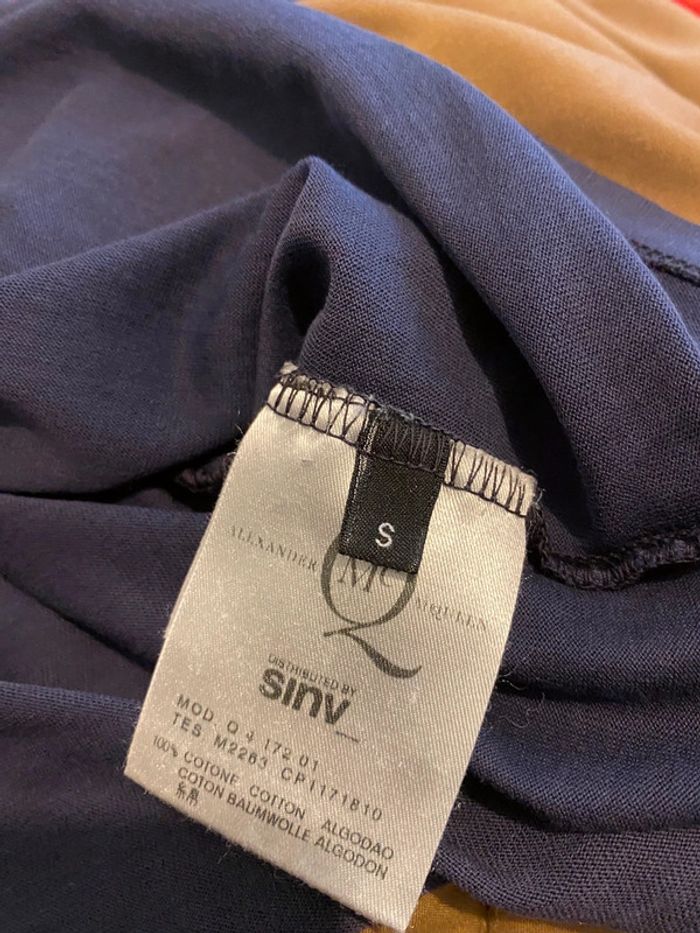 S
ALEXANDER McQ MCQUEEN
DISTRIBUTED BY
sinv
MOD Q 4 172 01
TES M2263 CP1171810
100% COTONE COTTON ALGODAO
COTON BAUMWOLLE ALGODON